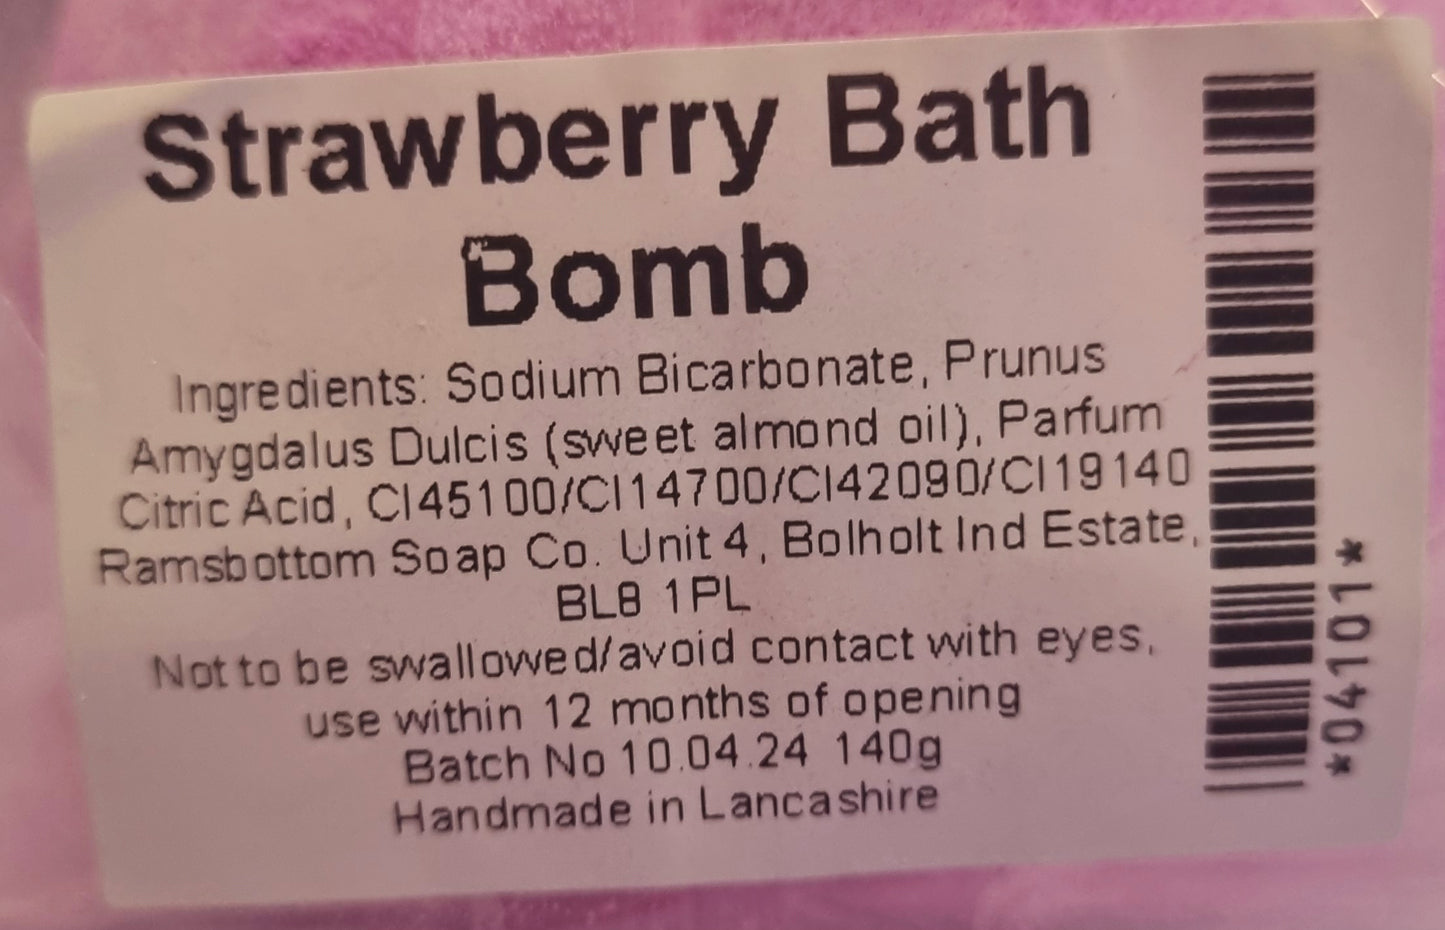 Strawberry Bath
Bomb
Ingredients: Sodium Bicarbonate, Prunus
Amygdalus Dulcis (sweet almond oil), Parfum
Citric Acid, CI45100/CI14700/CI42090/CI19140
Ramsbottom Soap Co. Unit 4, Bolholt Ind Estate,
BL8 1PL
Not to be swallowed/avoid contact with eyes,
use within 12 months of opening
Batch No 10.04.24 140g
Handmade in Lancashire
*04101*